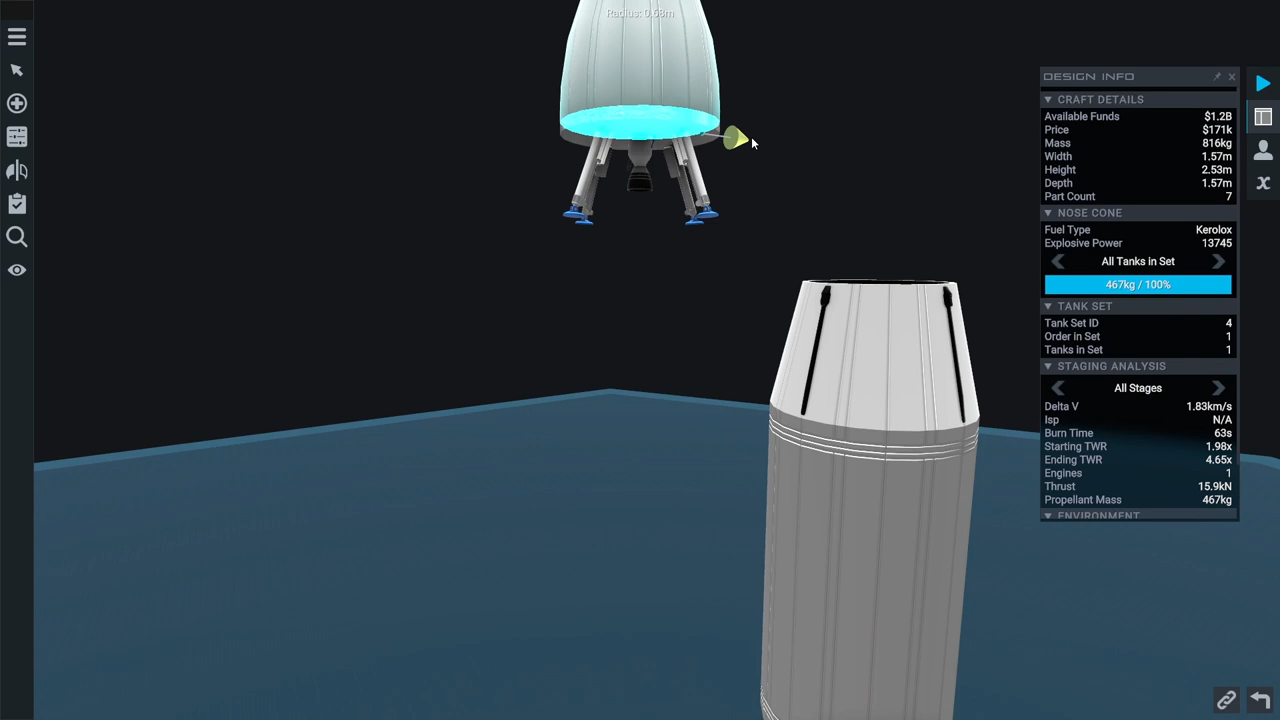 Radius: 0.68m
DESIGN INFO
CRAFT DETAILS
Available Funds $1.2B
Price $171k
Mass 816kg
Width 1.57m
Height 2.53m
Depth 1.57m
Part Count 7
NOSE CONE
Fuel Type Kerolox
Explosive Power 13745
All Tanks in Set
467kg / 100%
TANK SET
Tank Set ID 4
Order in Set 1
Tanks in Set 1
STAGING ANALYSIS
All Stages
Delta V 1.83km/s
Isp N/A
Burn Time 63s
Starting TWR 1.98x
Ending TWR 4.65x
Engines 1
Thrust 15.9kN
Propellant Mass 467kg
ENVIRONMENT